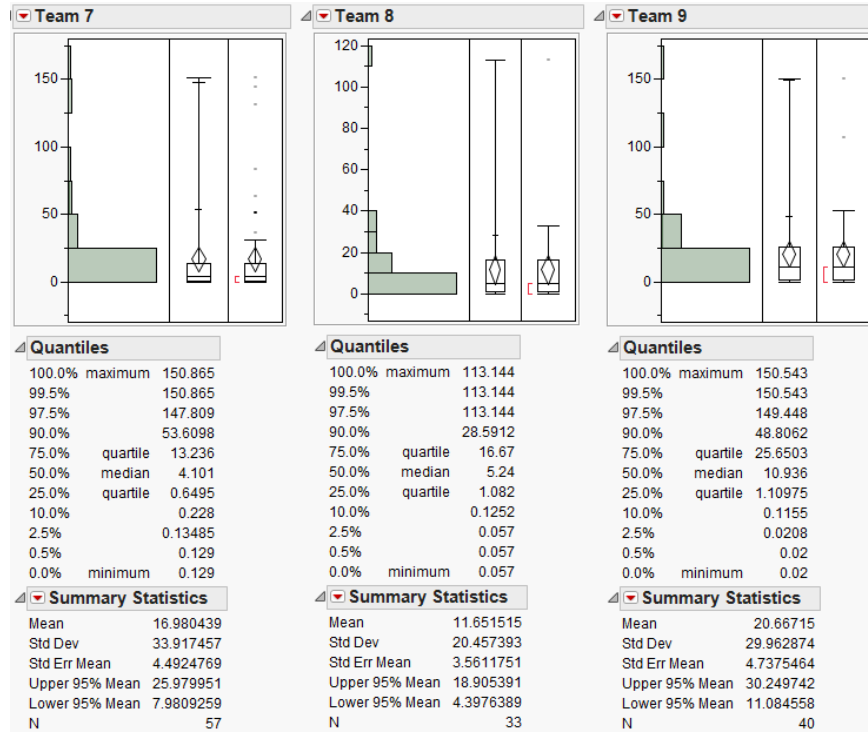 Team 7
150
100
50
0
Quantiles
100.0% maximum 150.865
99.5% 150.865
97.5% 147.809
90.0% 53.6098
75.0% quartile 13.236
50.0% median 4.101
25.0% quartile 0.6495
10.0% 0.228
2.5% 0.13485
0.5% 0.129
0.0% minimum 0.129
Summary Statistics
Mean 16.980439
Std Dev 33.917457
Std Err Mean 4.4924769
Upper 95% Mean 25.979951
Lower 95% Mean 7.9809259
N 57
Team 8
120
100
80
60
40
20
0
Quantiles
100.0% maximum 113.144
99.5% 113.144
97.5% 113.144
90.0% 28.5912
75.0% quartile 16.67
50.0% median 5.24
25.0% quartile 1.082
10.0% 0.1252
2.5% 0.057
0.5% 0.057
0.0% minimum 0.057
Summary Statistics
Mean 11.651515
Std Dev 20.457393
Std Err Mean 3.5611751
Upper 95% Mean 18.905391
Lower 95% Mean 4.3976389
N 33
Team 9
150
100
50
0
Quantiles
100.0% maximum 150.543
99.5% 150.543
97.5% 149.448
90.0% 48.8062
75.0% quartile 25.6503
50.0% median 10.936
25.0% quartile 1.10975
10.0% 0.1155
2.5% 0.0208
0.5% 0.02
0.0% minimum 0.02
Summary Statistics
Mean 20.66715
Std Dev 29.962874
Std Err Mean 4.7375464
Upper 95% Mean 30.249742
Lower 95% Mean 11.084558
N 40